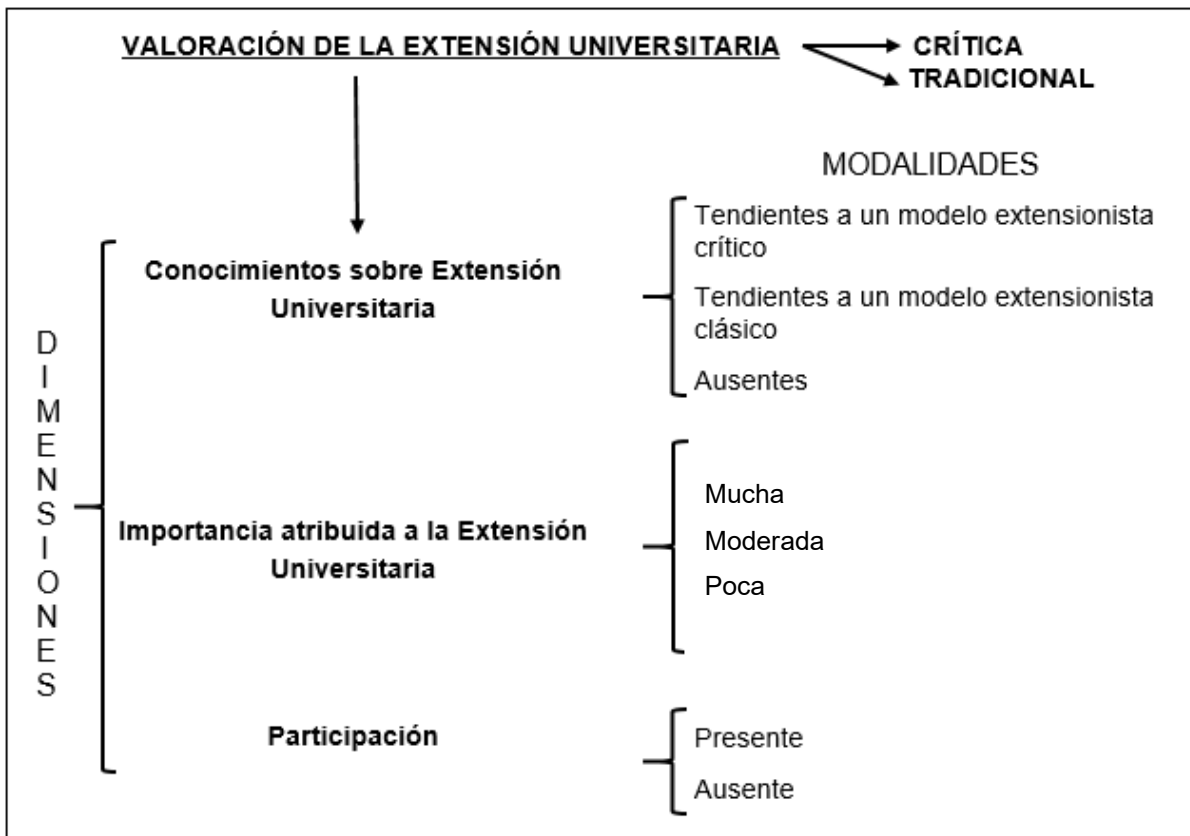 VALORACIÓN DE LA EXTENSIÓN UNIVERSITARIA
CRÍTICA
TRADICIONAL
MODALIDADES
DIMENSIONES
Conocimientos sobre Extensión
Universitaria
Tendientes a un modelo extensionista
crítico
Tendientes a un modelo extensionista
clásico
Ausentes
Importancia atribuida a la Extensión
Universitaria
Mucha
Moderada
Poca
Participación
Presente
Ausente